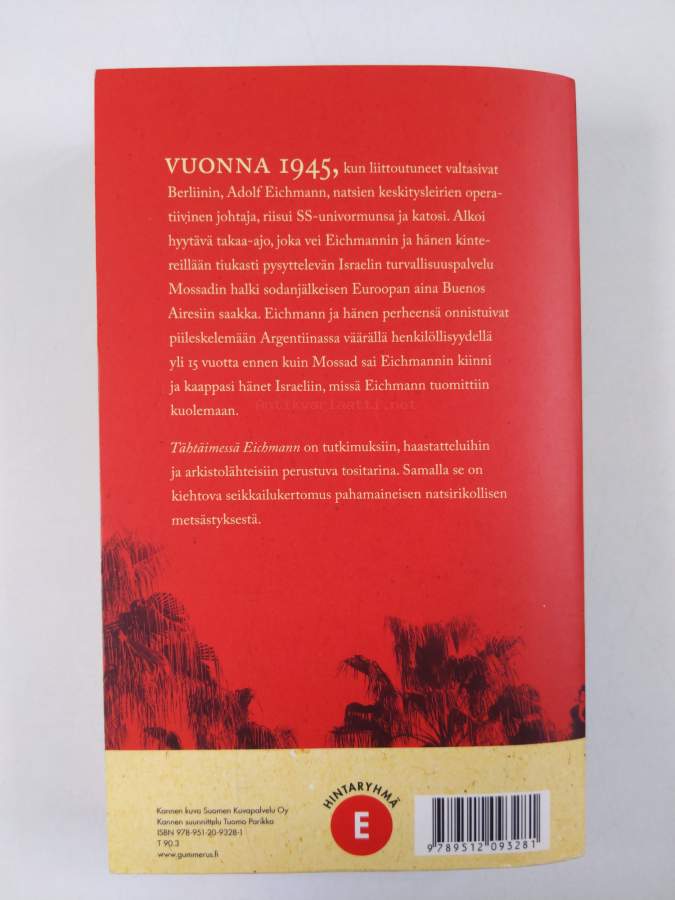 VUONNA 1945, kun liittoutuneet valtasivat
Berliinin, Adolf Eichmann, natsien keskitysleirien opera-
tiivinen johtaja, riisui SS-univormunsa ja katosi. Alkoi
hyytävä takaa-ajo, joka vei Eichmannin ja hänen kinte-
reillään tiukasti pysyttelevän Israelin turvallisuuspalvelu
Mossadin halki sodanjälkeisen Euroopan aina Buenos
Airesiin saakka. Eichmann ja hänen perheensä onnistuivat
piileskelemään Argentiinassa väärällä henkilöllisyydellä
yli 15 vuotta ennen kuin Mossad sai Eichmannin kiinni
ja kaappasi hänet Israeliin, missä Eichmann tuomittiin
kuolemaan.
Antikvariaatti.net
Tähtäimessä Eichmann on tutkimuksiin, haastatteluihin
ja arkistolähteisiin perustuva tositarina. Samalla se on
kiehtova seikkailukertomus pahamaineisen natsirikollisen
metsästyksestä.
Kannen kuva Suomen Kuvapalvelu Oy
Kannen suunnittplu Tuomo Parikka
ISBN 978-951-20-9328-1
T 90.3
www.gummerus.fi
HINTARYHMÄ
E
9 789512 093281